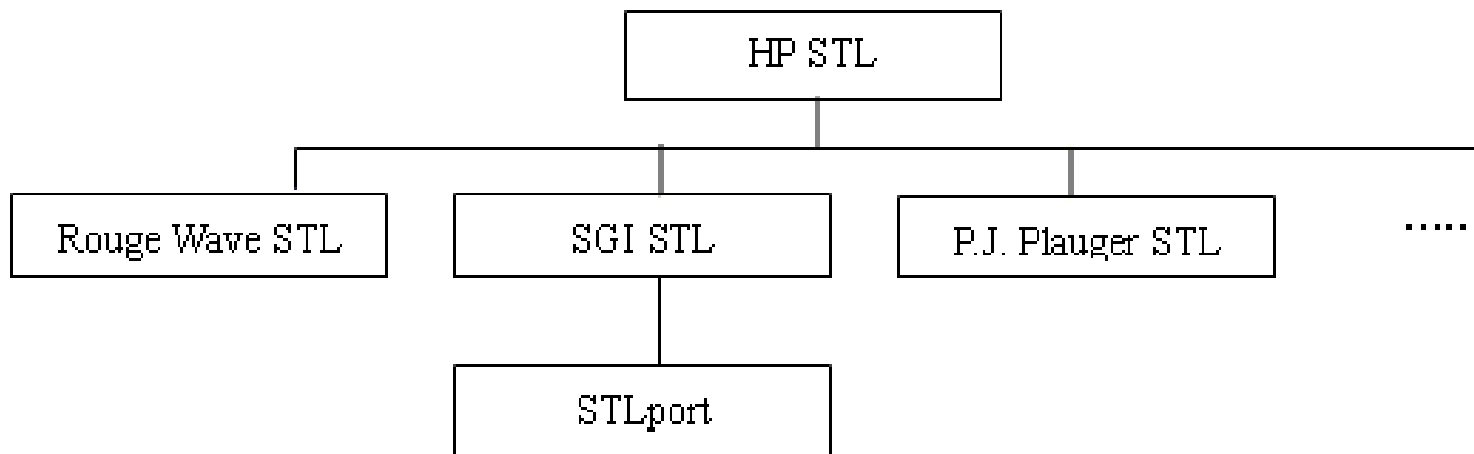 HP STL
Rouge Wave STL
SGI STL
P.J. Plauger STL
.....
STLport